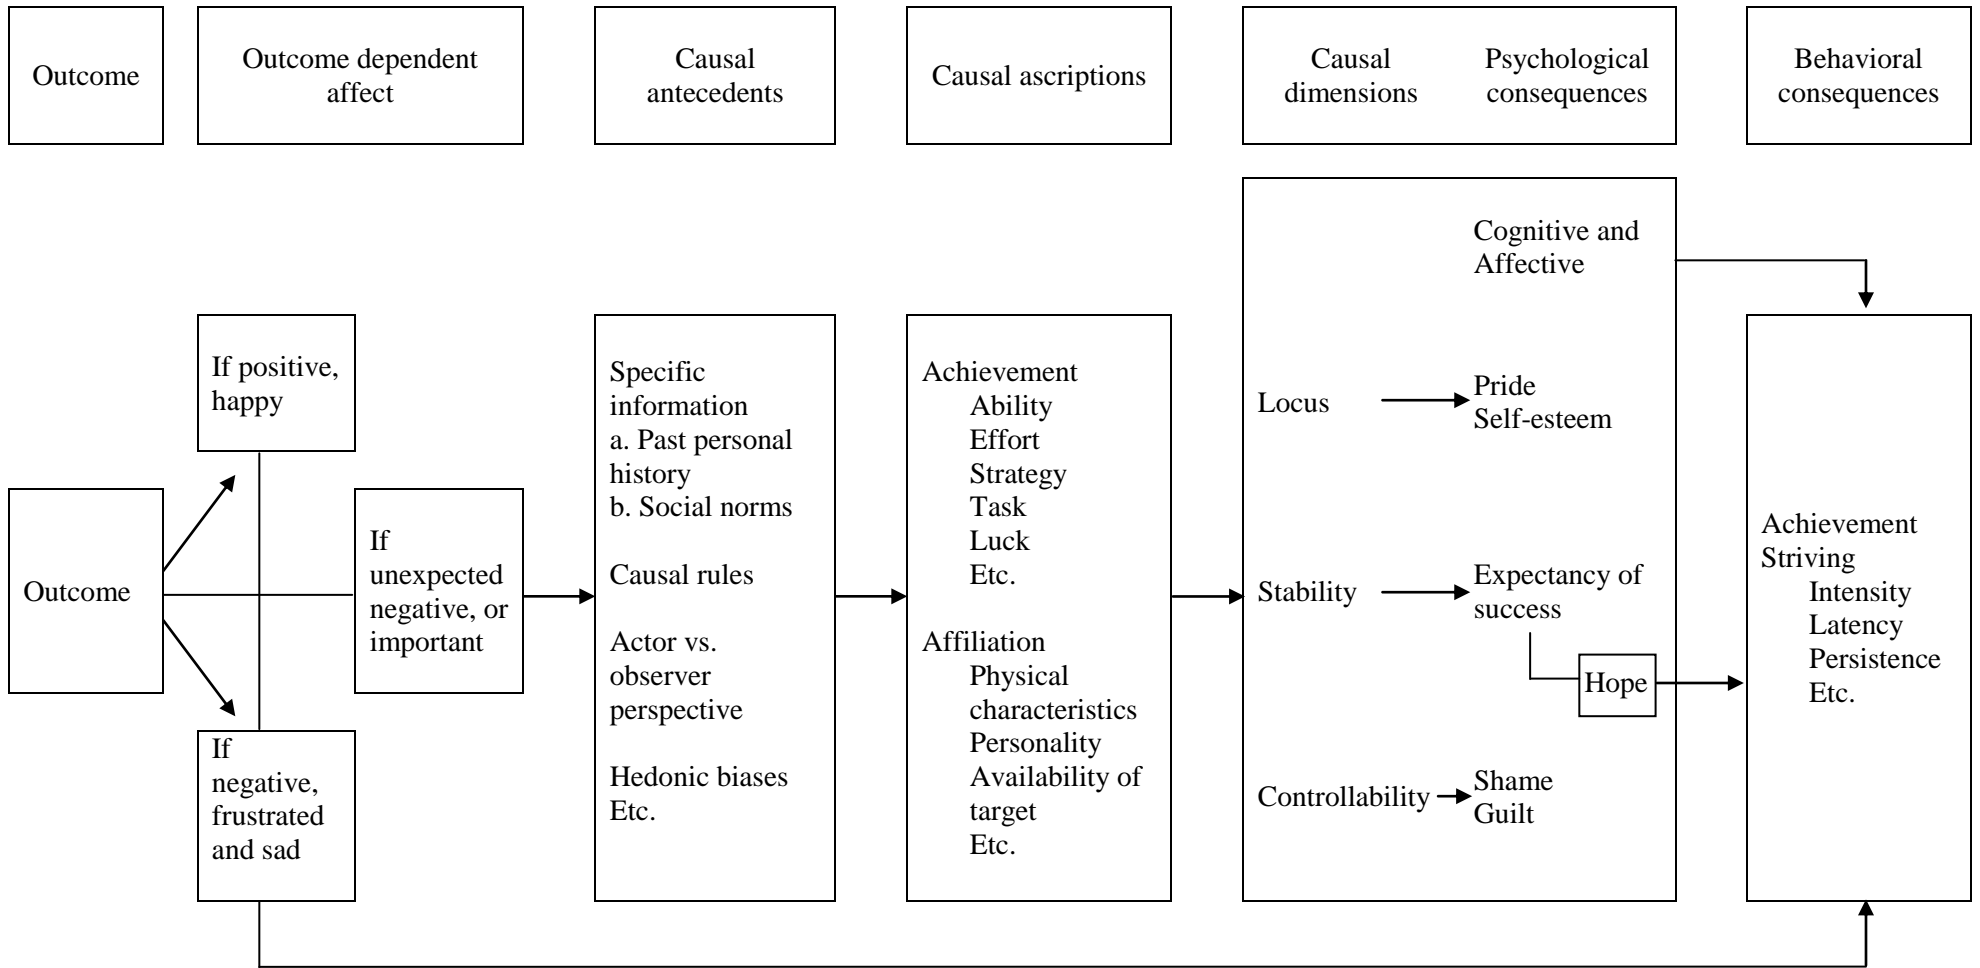 Outcome
Outcome dependent
affect
Causal
antecedents
Causal ascriptions
Causal
dimensions
Psychological
consequences
Behavioral
consequences
Outcome
If positive,
happy
If
unexpected
negative, or
important
If
negative,
frustrated
and sad
Specific
information
a. Past personal
history
b. Social norms
Causal rules
Actor vs.
observer
perspective
Hedonic biases
Etc.
Achievement
Ability
Effort
Strategy
Task
Luck
Etc.
Affiliation
Physical
characteristics
Personality
Availability of
target
Etc.
Cognitive and
Affective
Locus
Pride
Self-esteem
Stability
Expectancy of
success
Hope
Controllability
Shame
Guilt
Achievement
Striving
Intensity
Latency
Persistence
Etc.